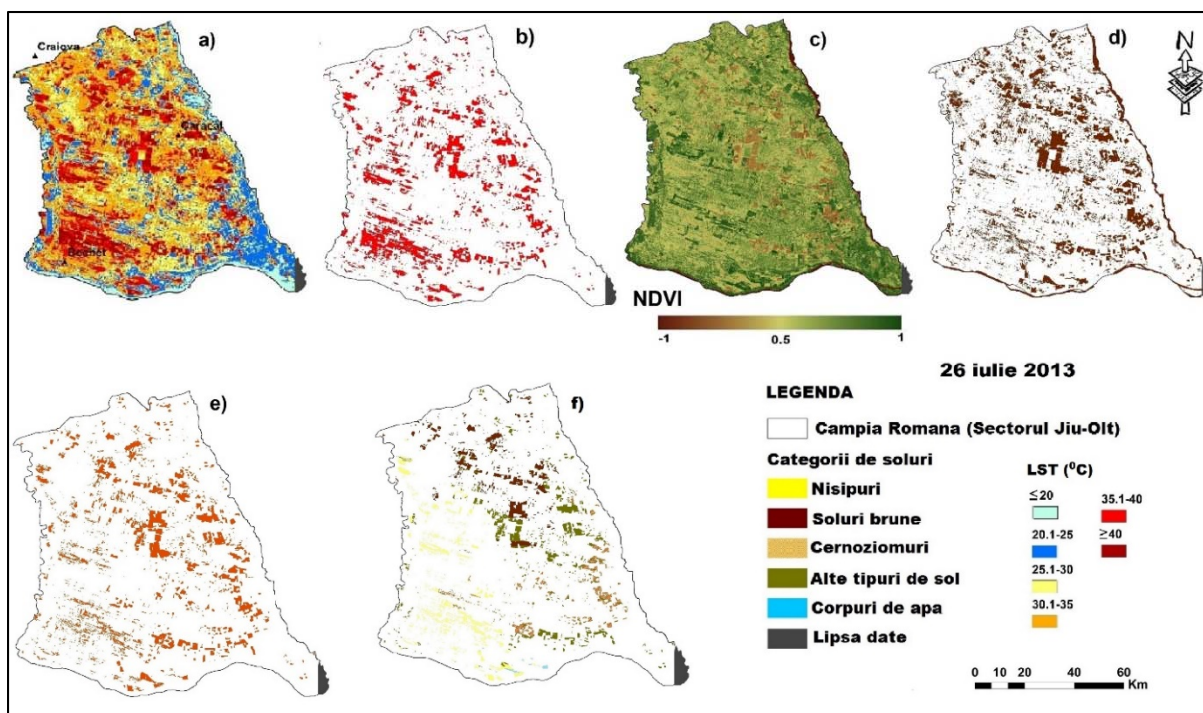 a)
Craiova
Caracal
Bechet
b)
c)
d)
N
NDVI
-1 0.5 1
e)
f)
26 iulie 2013
LEGENDA
Campia Romana (Sectorul Jiu-Olt)
Categorii de soluri
Nisipuri
Soluri brune
Cernoziomuri
Alte tipuri de sol
Corpuri de apa
Lipsa date
LST (⁰C)
≤20 35.1-40
20.1-25 ≥40
25.1-30
30.1-35
0 10 20 40 60
Km